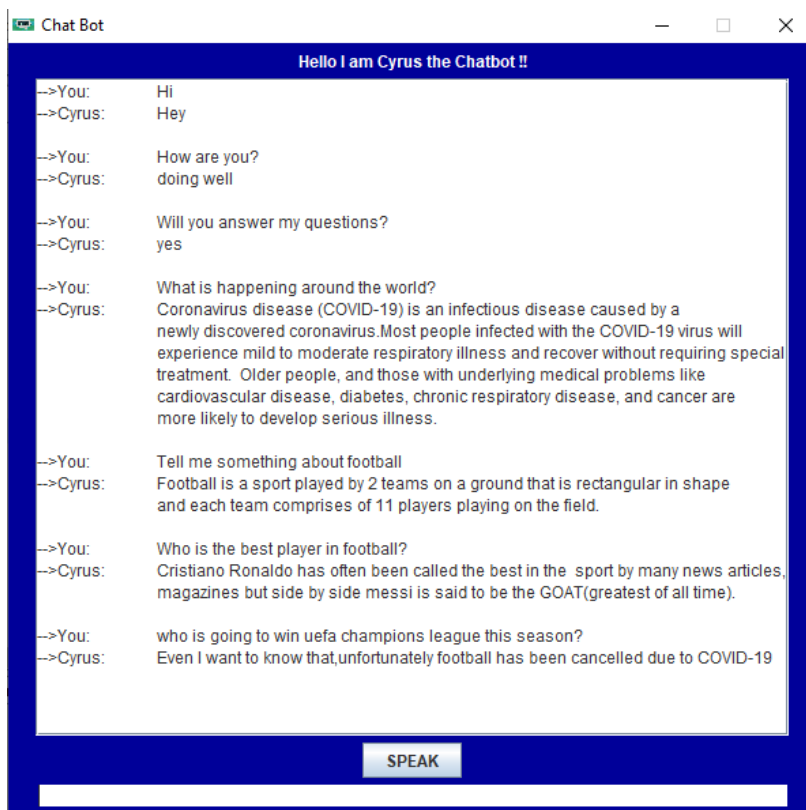 Chat Bot
Hello I am Cyrus the Chatbot !!
-->You: Hi
-->Cyrus: Hey
-->You: How are you?
-->Cyrus: doing well
-->You: Will you answer my questions?
-->Cyrus: yes
-->You: What is happening around the world?
-->Cyrus: Coronavirus disease (COVID-19) is an infectious disease caused by a
newly discovered coronavirus.Most people infected with the COVID-19 virus will
experience mild to moderate respiratory illness and recover without requiring special
treatment.  Older people, and those with underlying medical problems like
cardiovascular disease, diabetes, chronic respiratory disease, and cancer are
more likely to develop serious illness.
-->You: Tell me something about football
-->Cyrus: Football is a sport played by 2 teams on a ground that is rectangular in shape
and each team comprises of 11 players playing on the field.
-->You: Who is the best player in football?
-->Cyrus: Cristiano Ronaldo has often been called the best in the  sport by many news articles,
magazines but side by side messi is said to be the GOAT(greatest of all time).
-->You: who is going to win uefa champions league this season?
-->Cyrus: Even I want to know that,unfortunately football has been cancelled due to COVID-19
SPEAK